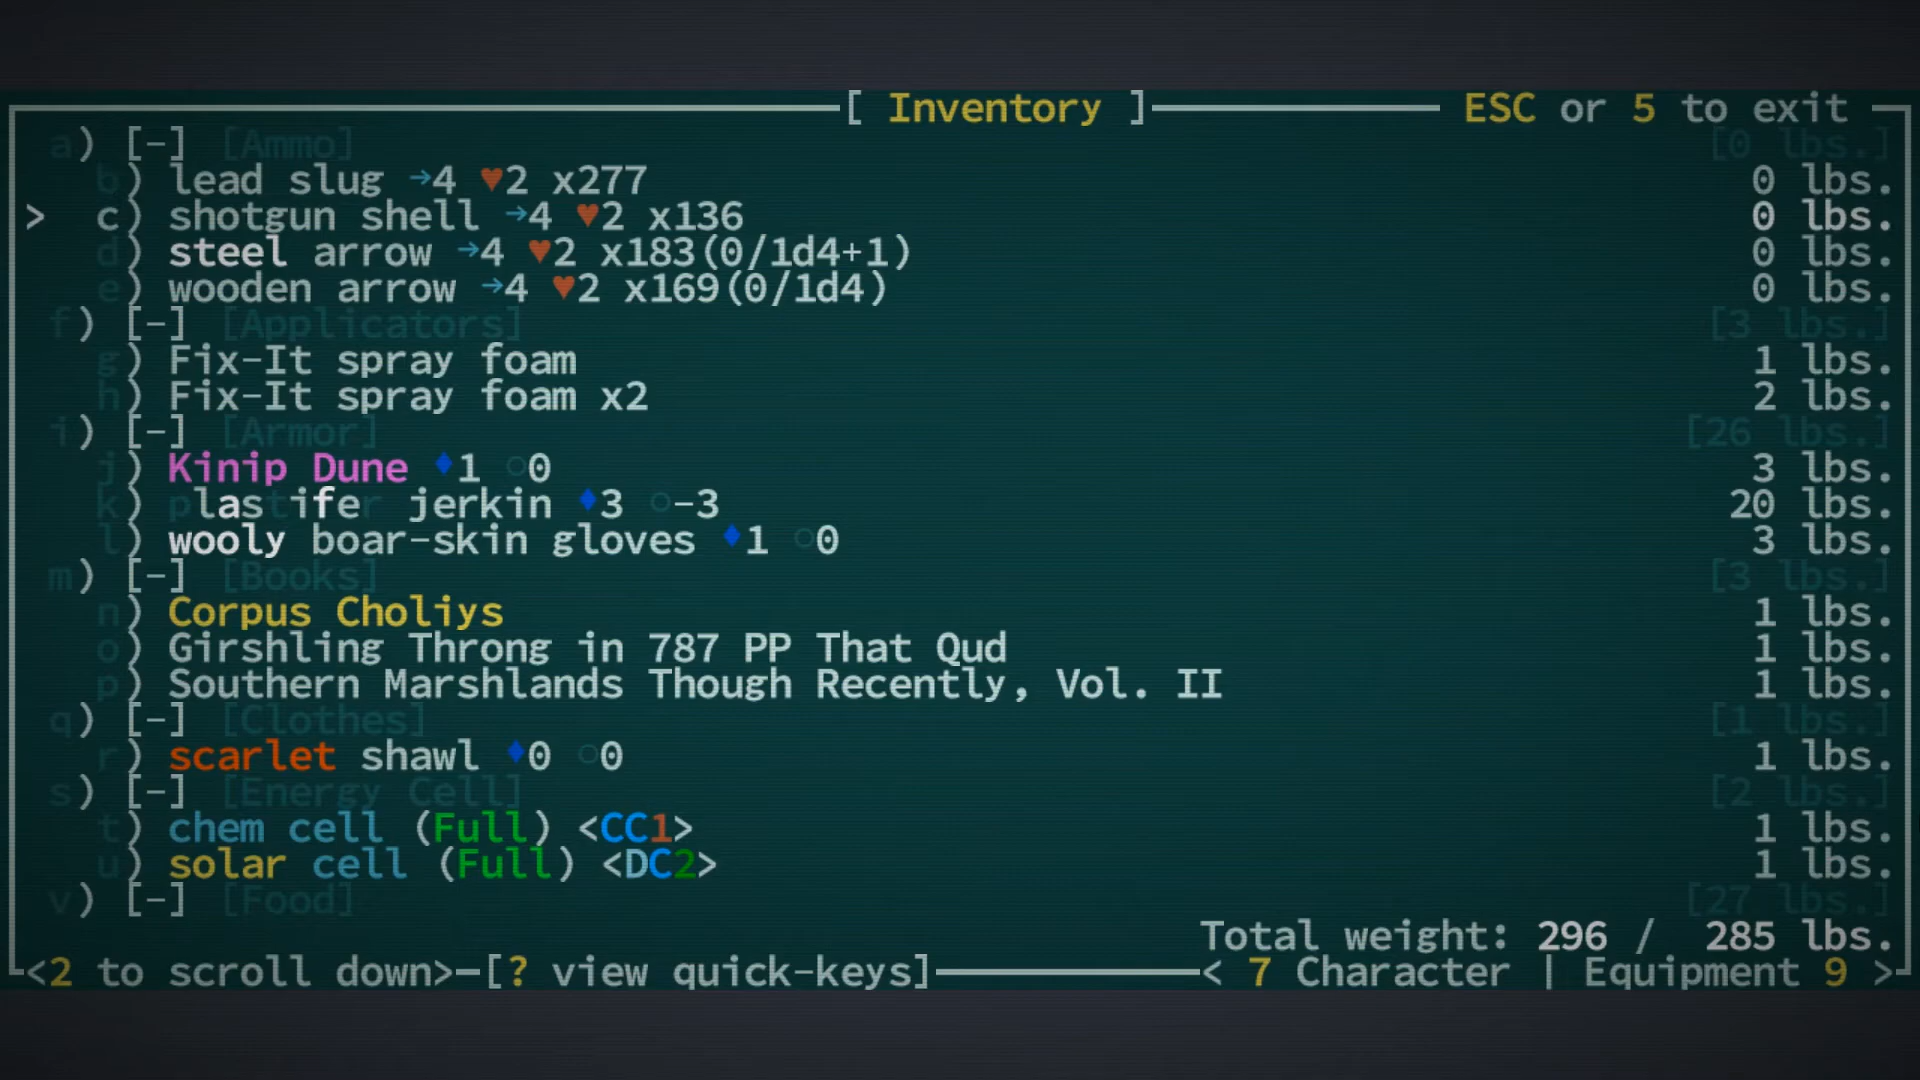 [ Inventory ] ESC or 5 to exit
a) [-] [Ammo] [0 lbs.]
b) lead slug →4 ♥2 x277 0 lbs.
> c) shotgun shell →4 ♥2 x136 0 lbs.
d) steel arrow →4 ♥2 x183(0/1d4+1) 0 lbs.
e) wooden arrow →4 ♥2 x169(0/1d4) 0 lbs.
f) [-] [Applicators] [3 lbs.]
g) Fix-It spray foam 1 lbs.
h) Fix-It spray foam x2 2 lbs.
i) [-] [Armor] [26 lbs.]
j) Kinip Dune ♦1 ○0 3 lbs.
k) plastifer jerkin ♦3 ○-3 20 lbs.
l) wooly boar-skin gloves ♦1 ○0 3 lbs.
m) [-] [Books] [3 lbs.]
n) Corpus Choliys 1 lbs.
o) Girshling Throng in 787 PP That Qud 1 lbs.
p) Southern Marshlands Though Recently, Vol. II 1 lbs.
q) [-] [Clothes] [1 lbs.]
r) scarlet shawl ♦0 ○0 1 lbs.
s) [-] [Energy Cell] [2 lbs.]
t) chem cell (Full) <CC1> 1 lbs.
u) solar cell (Full) <DC2> 1 lbs.
v) [-] [Food] [27 lbs.]
Total weight: 296 / 285 lbs.
<2 to scroll down> [? view quick-keys] < 7 Character | Equipment 9 >